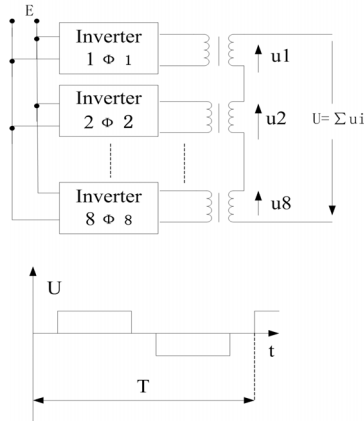 E
Inverter
1 Φ 1
u1
Inverter
2 Φ 2
u2
U=Σui
Inverter
8 Φ 8
u8
U
t
T